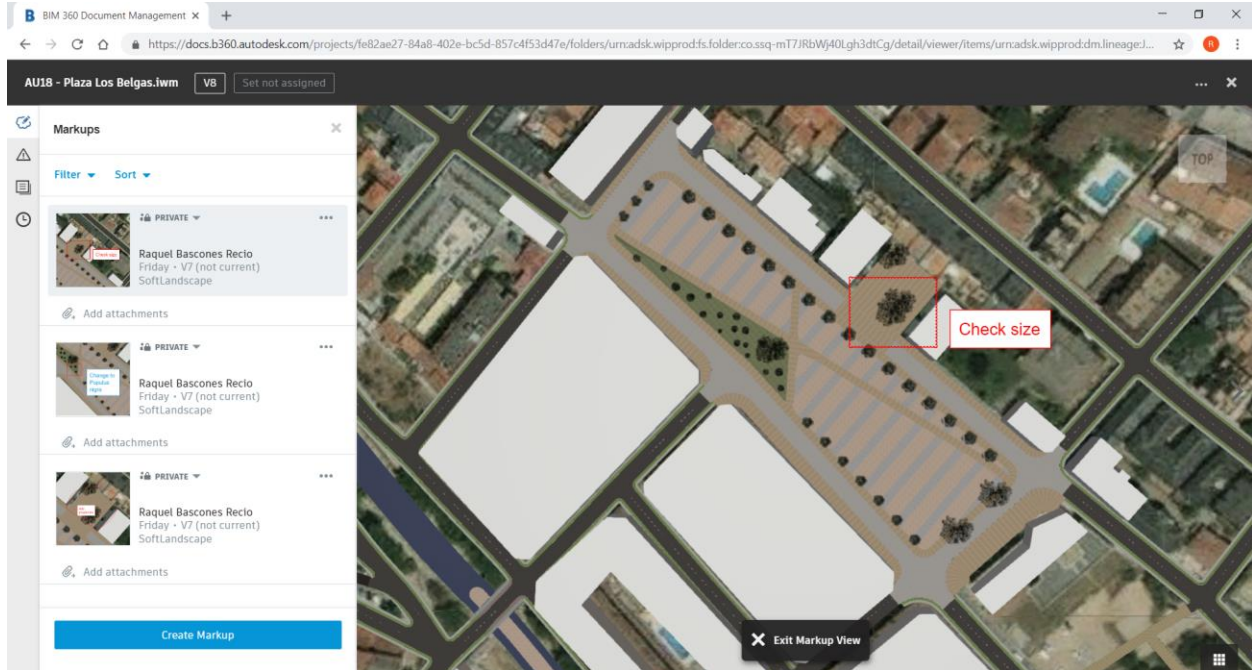 BIM 360 Document Management
https://docs.b360.autodesk.com/projects/fe82ae27-84a8-402e-bc5d-857c4f53d47e/folders/urn:adsk.wipprod:fs.folder:co.ssq-mT7JRbWj40Lgh3dtCg/detail/viewer/items/urn:adsk.wipprod:dm.lineage:J...
R
AU18 - Plaza Los Belgas.iwm V8 Set not assigned
Markups
Filter Sort
PRIVATE
Raquel Bascones Recio
Friday • V7 (not current)
SoftLandscape
Add attachments
PRIVATE
Change to
Populus
nigra
Raquel Bascones Recio
Friday • V7 (not current)
SoftLandscape
Add attachments
PRIVATE
Raquel Bascones Recio
Friday • V7 (not current)
SoftLandscape
Add attachments
Create Markup
TOP
Check size
Exit Markup View